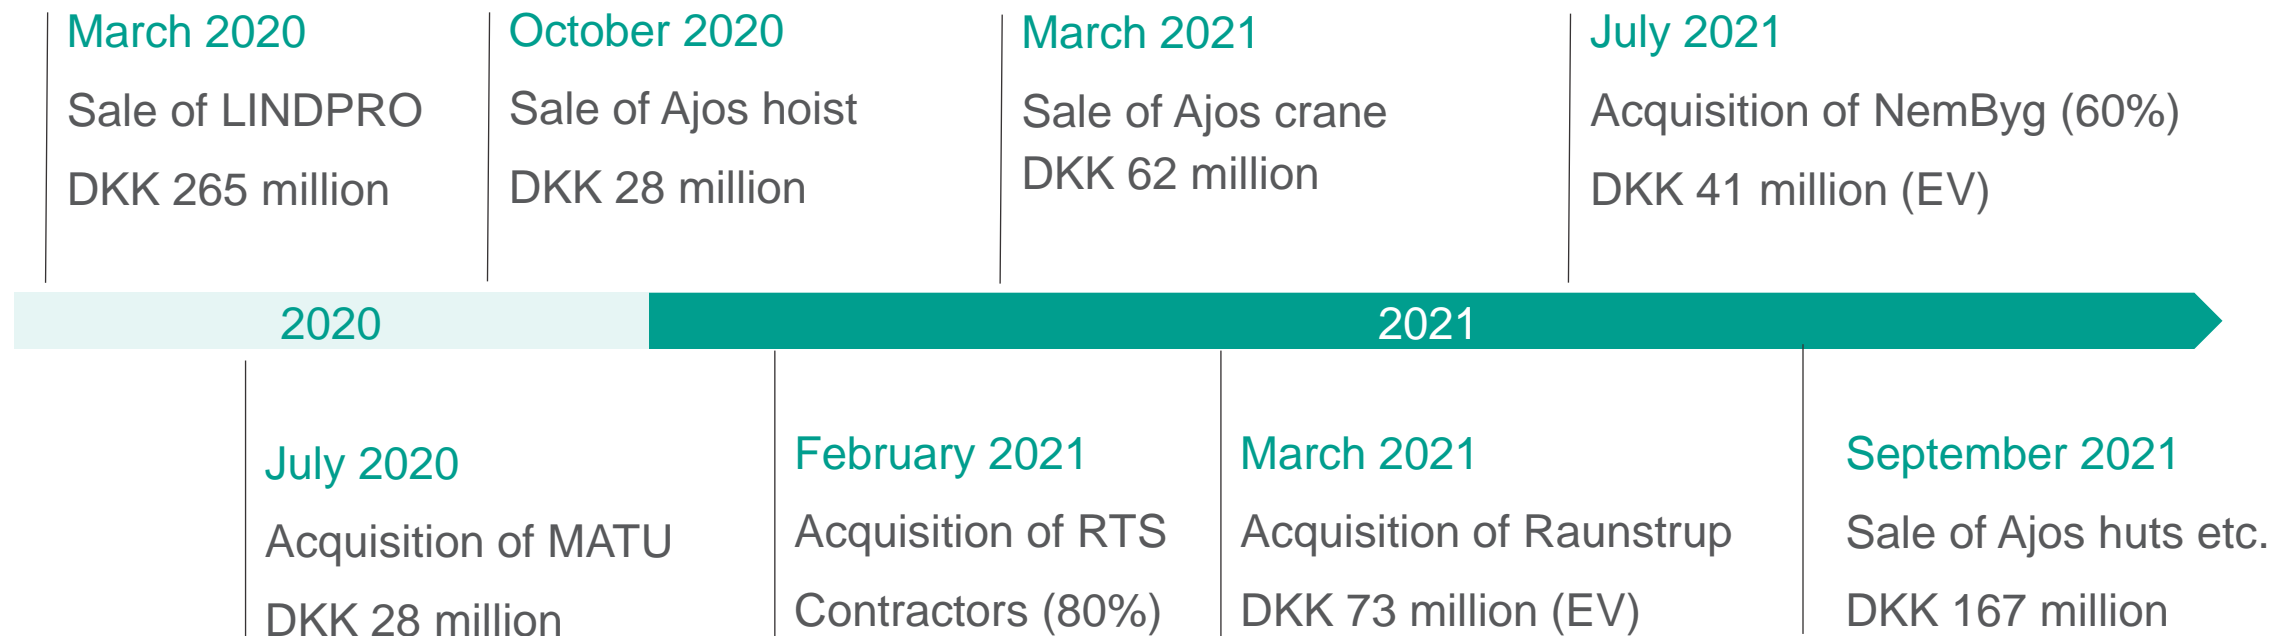 March 2020
Sale of LINDPRO
DKK 265 million
October 2020
Sale of Ajos hoist
DKK 28 million
March 2021
Sale of Ajos crane
DKK 62 million
July 2021
Acquisition of NemByg (60%)
DKK 41 million (EV)
2020
2021
July 2020
Acquisition of MATU
DKK 28 million
February 2021
Acquisition of RTS
Contractors (80%)
March 2021
Acquisition of Raunstrup
DKK 73 million (EV)
September 2021
Sale of Ajos huts etc.
DKK 167 million